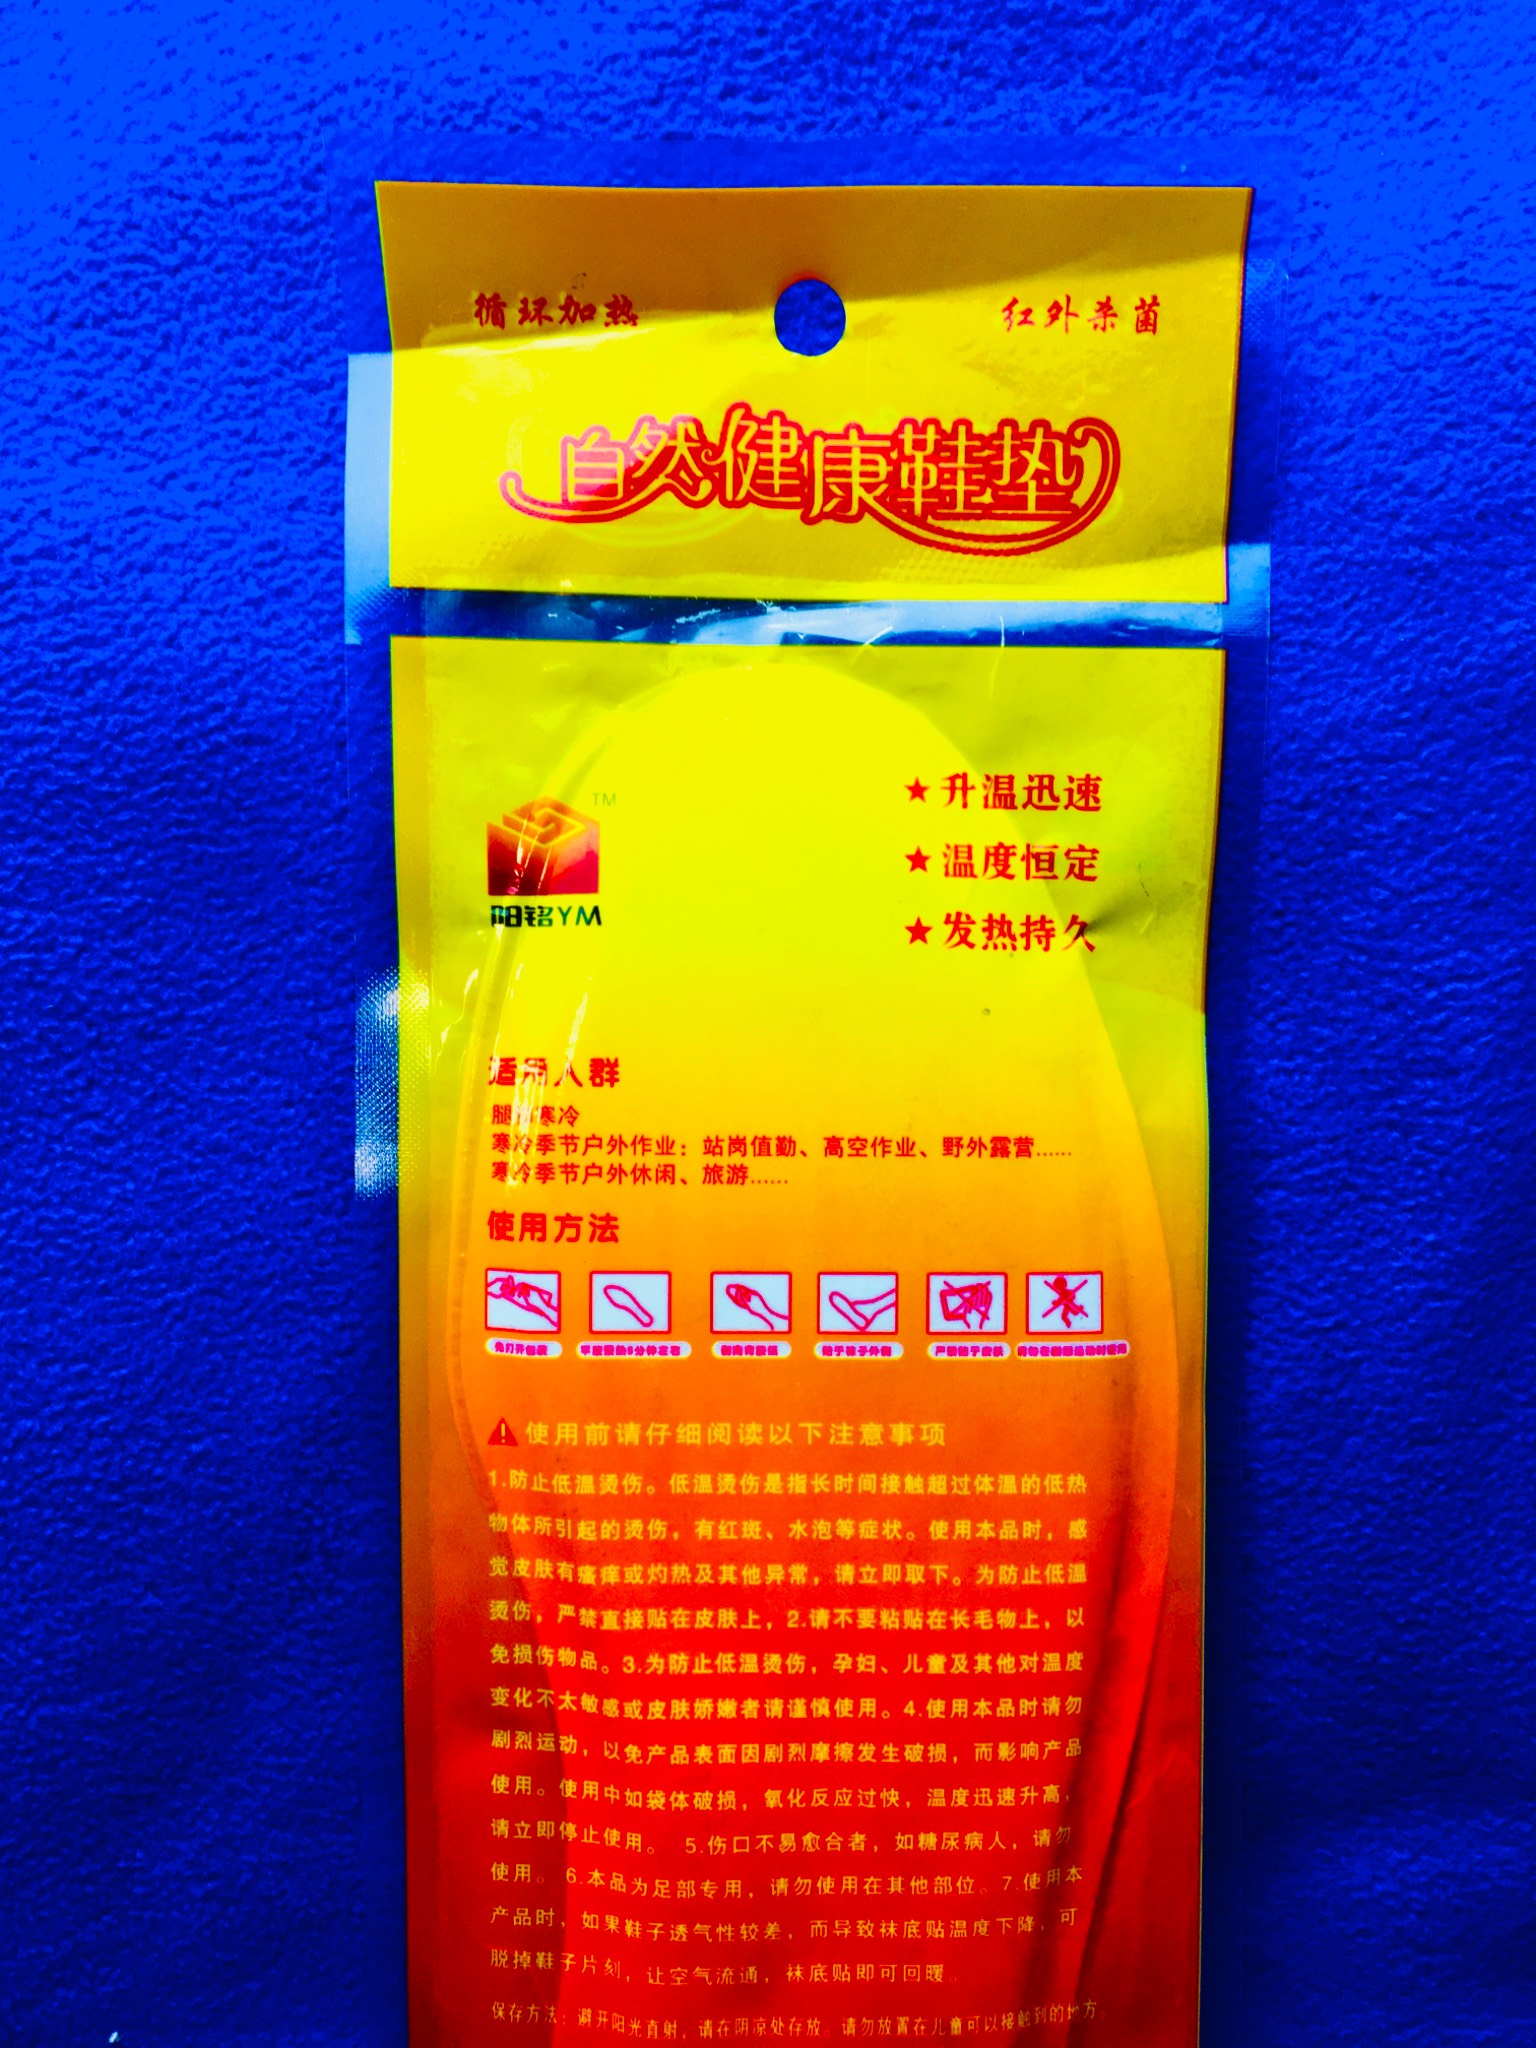 循环加热
红外杀菌
自然健康鞋垫
TM
阳铭YM
★升温迅速
★温度恒定
★发热持久
适用人群
腿 寒冷
寒冷季节户外作业：站岗值勤、高空作业、野外露营......
寒冷季节户外休闲、旅游......
使用方法
先打开包装
严禁贴于皮肤
使用前请仔细阅读以下注意事项
1.防止低温烫伤。低温烫伤是指长时间接触超过体温的低热
物体所引起的烫伤，有红斑、水泡等症状。使用本品时，感
觉皮肤有瘙痒或灼热及其他异常，请立即取下。为防止低温
烫伤，严禁直接贴在皮肤上，2.请不要粘贴在长毛物上，以
免损伤物品。3.为防止低温烫伤，孕妇、儿童及其他对温度
变化不太敏感或皮肤娇嫩者请谨慎使用。4.使用本品时请勿
剧烈运动，以免产品表面因剧烈摩擦发生破损，而影响产品
使用。使用中如袋体破损，氧化反应过快，温度迅速升高，
请立即停止使用。 5.伤口不易愈合者，如糖尿病人，请勿
使用。 6.本品为足部专用，请勿使用在其他部位。7.使用本
产品时，如果鞋子透气性较差，而导致袜底贴温度下降，可
脱掉鞋子片刻，让空气流通，袜底贴即可回暖。
保存方法：避开阳光直射，请在阴凉处存放。请勿放置在儿童可以接触到的地方。